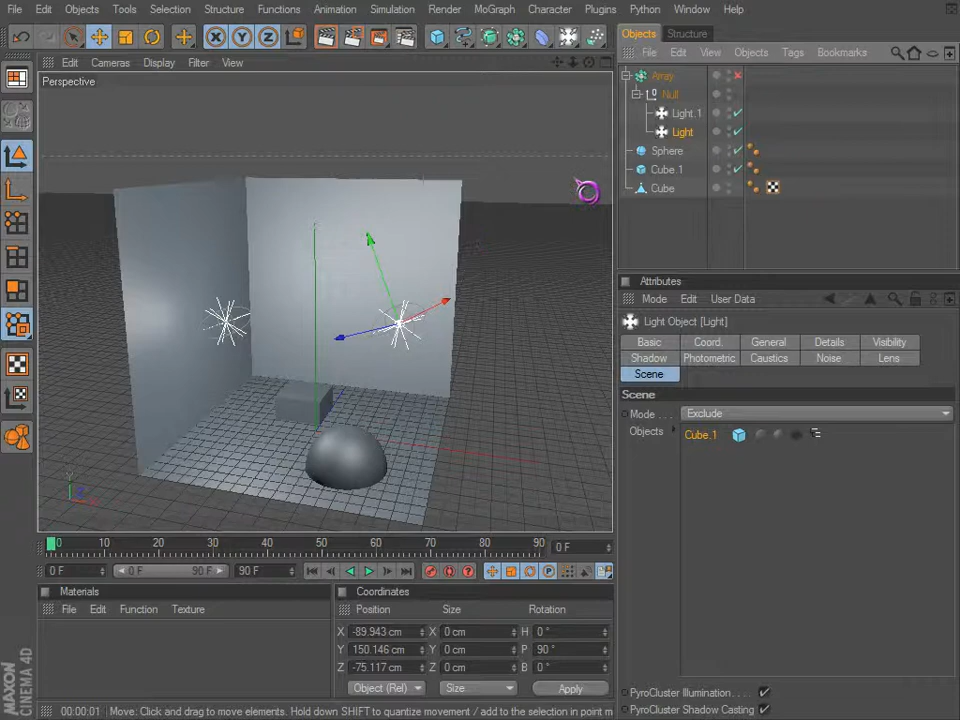 File Edit Objects Tools Selection Structure Functions Animation Simulation Render MoGraph Character Plugins Python Window Help
X Y Z
Edit Cameras Display Filter View
Perspective
0 10 20 30 40 50 60 70 80 90 0 F
0 F 0 F 90 F 90 F
Materials
File Edit Function Texture
Coordinates
Position Size Rotation
X -89.943 cm X 0 cm H 0 °
Y 150.146 cm Y 0 cm P 90 °
Z -75.117 cm Z 0 cm B 0 °
Object (Rel) Size Apply
MAXON
CINEMA 4D
00:00:01 Move: Click and drag to move elements. Hold down SHIFT to quantize movement / add to the selection in point m
Objects Structure
File Edit View Objects Tags Bookmarks
Array
Null
Light.1
Light
Sphere
Cube.1
Cube
Attributes
Mode Edit User Data
Light Object [Light]
Basic Coord. General Details Visibility
Shadow Photometric Caustics Noise Lens
Scene
Scene
Mode . . . Exclude
Objects
Cube.1
PyroCluster Illumination. . . .
PyroCluster Shadow Casting